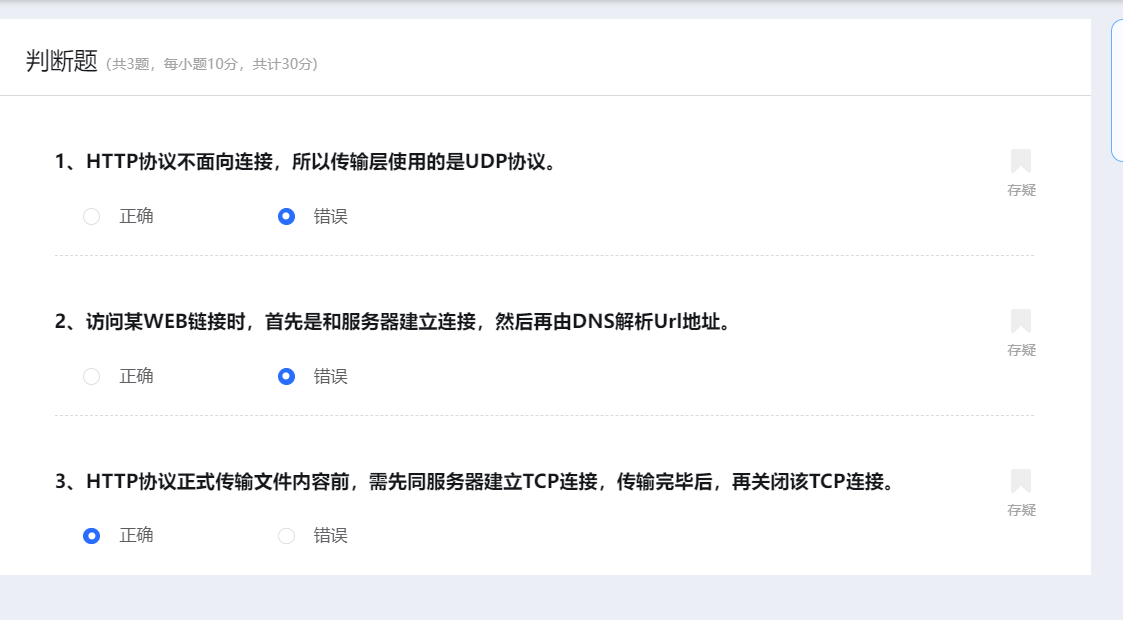 判断题 (共3题，每小题10分，共计30分)
1、HTTP协议不面向连接，所以传输层使用的是UDP协议。
存疑
正确 错误
2、访问某WEB链接时，首先是和服务器建立连接，然后再由DNS解析Url地址。
存疑
正确 错误
3、HTTP协议正式传输文件内容前，需先同服务器建立TCP连接，传输完毕后，再关闭该TCP连接。
存疑
正确 错误